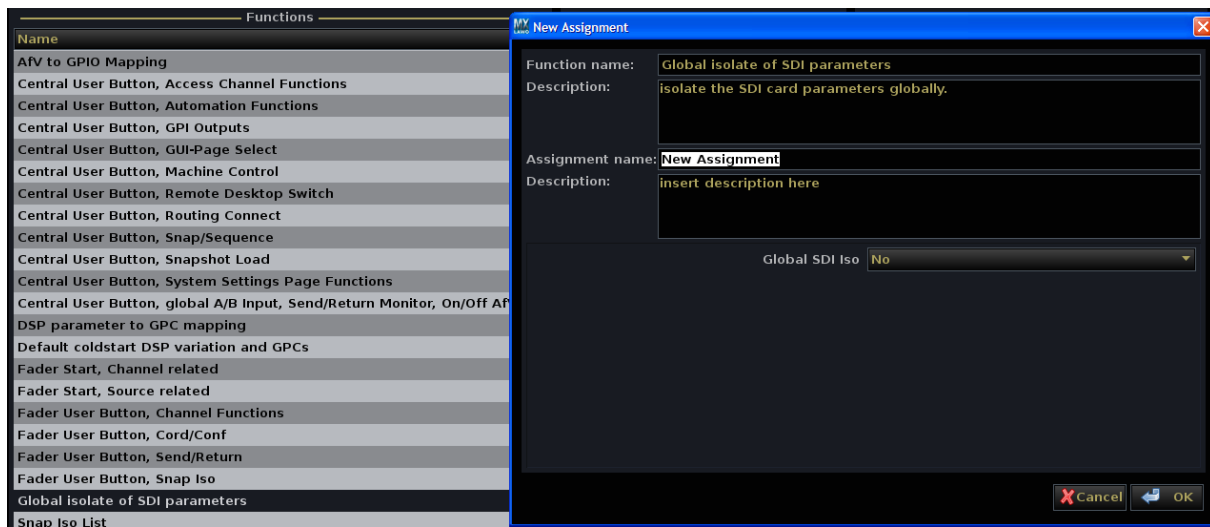 Functions
Name
AfV to GPIO Mapping
Central User Button, Access Channel Functions
Central User Button, Automation Functions
Central User Button, GPI Outputs
Central User Button, GUI-Page Select
Central User Button, Machine Control
Central User Button, Remote Desktop Switch
Central User Button, Routing Connect
Central User Button, Snap/Sequence
Central User Button, Snapshot Load
Central User Button, System Settings Page Functions
Central User Button, global A/B Input, Send/Return Monitor, On/Off
DSP parameter to GPC mapping
Default coldstart DSP variation and GPCs
Fader Start, Channel related
Fader Start, Source related
Fader User Button, Channel Functions
Fader User Button, Cord/Conf
Fader User Button, Send/Return
Fader User Button, Snap Iso
Global isolate of SDI parameters
Snap Iso List
MX LAWO New Assignment
Function name: Global isolate of SDI parameters
Description: isolate the SDI card parameters globally.
Assignment name: New Assignment
Description: insert description here
Global SDI Iso No
Cancel OK